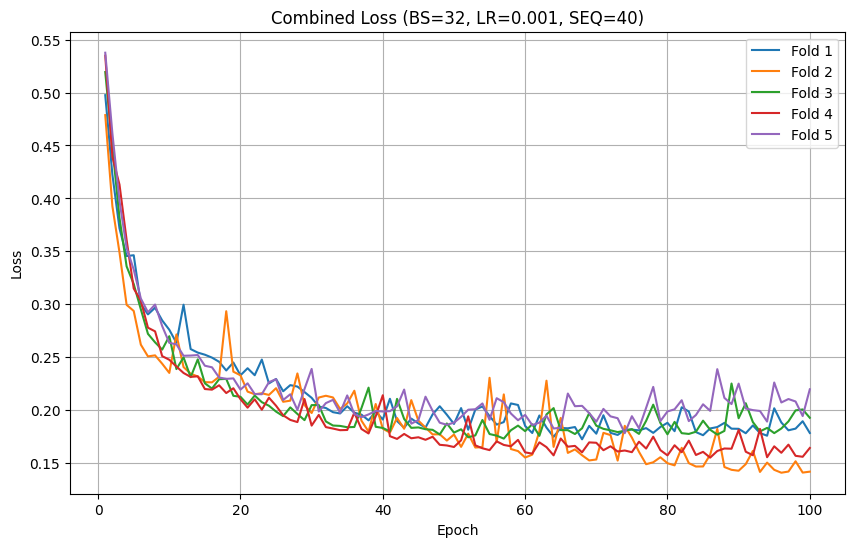 Combined Loss (BS=32, LR=0.001, SEQ=40)
Fold 1
Fold 2
Fold 3
Fold 4
Fold 5
Loss
0.55
0.50
0.45
0.40
0.35
0.30
0.25
0.20
0.15
0
20
40
60
80
100
Epoch